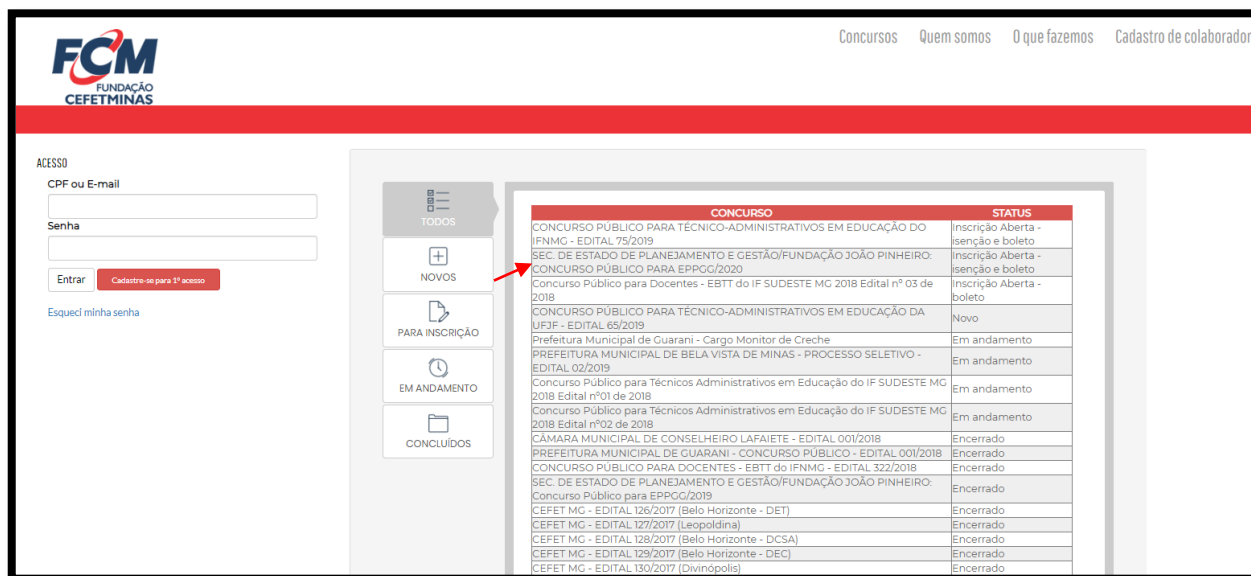 Concursos Quem somos O que fazemos Cadastro de colaborador
FCM
FUNDAÇÃO
CEFETMINAS
ACESSO
CPF ou E-mail
Senha
Entrar Cadastre-se para 1º acesso
Esqueci minha senha
TODOS
NOVOS
PARA INSCRIÇÃO
EM ANDAMENTO
CONCLUÍDOS
CONCURSO STATUS
CONCURSO PÚBLICO PARA TÉCNICO-ADMINISTRATIVOS EM EDUCAÇÃO DO Inscrição Aberta -
IFNMG - EDITAL 75/2019 isenção e boleto
SEC. DE ESTADO DE PLANEJAMENTO E GESTÃO/FUNDAÇÃO JOÃO PINHEIRO: Inscrição Aberta -
CONCURSO PÚBLICO PARA EPPGG/2020 isenção e boleto
Concurso Público para Docentes - EBTT do IF SUDESTE MG 2018 Edital nº 03 de Inscrição Aberta -
2018 boleto
CONCURSO PÚBLICO PARA TÉCNICO-ADMINISTRATIVOS EM EDUCAÇÃO DA
UFJF - EDITAL 65/2019 Novo
Prefeitura Municipal de Guarani - Cargo Monitor de Creche Em andamento
PREFEITURA MUNICIPAL DE BELA VISTA DE MINAS - PROCESSO SELETIVO -
EDITAL 02/2019 Em andamento
Concurso Público para Técnicos Administrativos em Educação do IF SUDESTE MG
2018 Edital nº01 de 2018 Em andamento
Concurso Público para Técnicos Administrativos em Educação do IF SUDESTE MG
2018 Edital nº02 de 2018 Em andamento
CÂMARA MUNICIPAL DE CONSELHEIRO LAFAIETE - EDITAL 001/2018 Encerrado
PREFEITURA MUNICIPAL DE GUARANI - CONCURSO PÚBLICO - EDITAL 001/2018 Encerrado
CONCURSO PÚBLICO PARA DOCENTES - EBTT do IFNMG - EDITAL 322/2018 Encerrado
SEC. DE ESTADO DE PLANEJAMENTO E GESTÃO/FUNDAÇÃO JOÃO PINHEIRO:
Concurso Público para EPPGG/2019 Encerrado
CEFET MG - EDITAL 126/2017 (Belo Horizonte - DET) Encerrado
CEFET MG - EDITAL 127/2017 (Leopoldina) Encerrado
CEFET MG - EDITAL 128/2017 (Belo Horizonte - DCSA) Encerrado
CEFET MG - EDITAL 129/2017 (Belo Horizonte - DEC) Encerrado
CEFET MG - EDITAL 130/2017 (Divinópolis) Encerrado